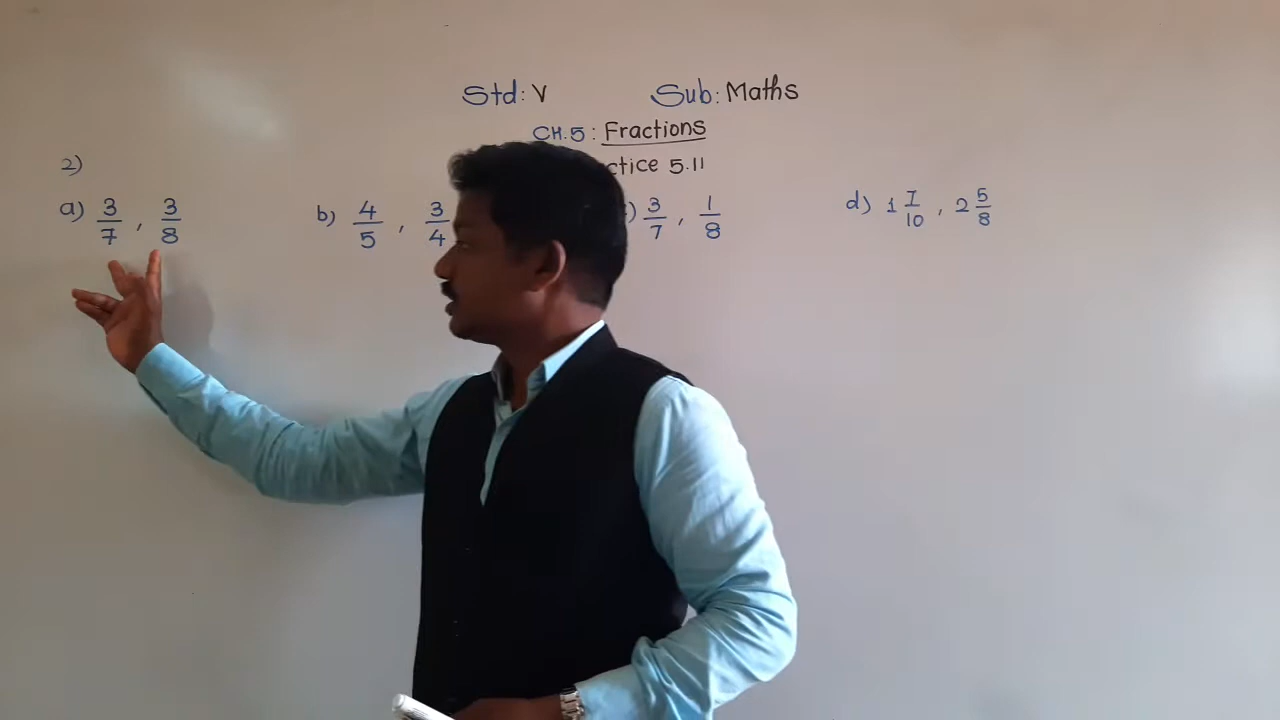 Std: V Sub: Maths
CH.5 : Fractions
ctice 5.11
2)
a) 3/7 , 3/8 b) 4/5 , 3/4 ) 3/7 , 1/8 d) 1 7/10 , 2 5/8